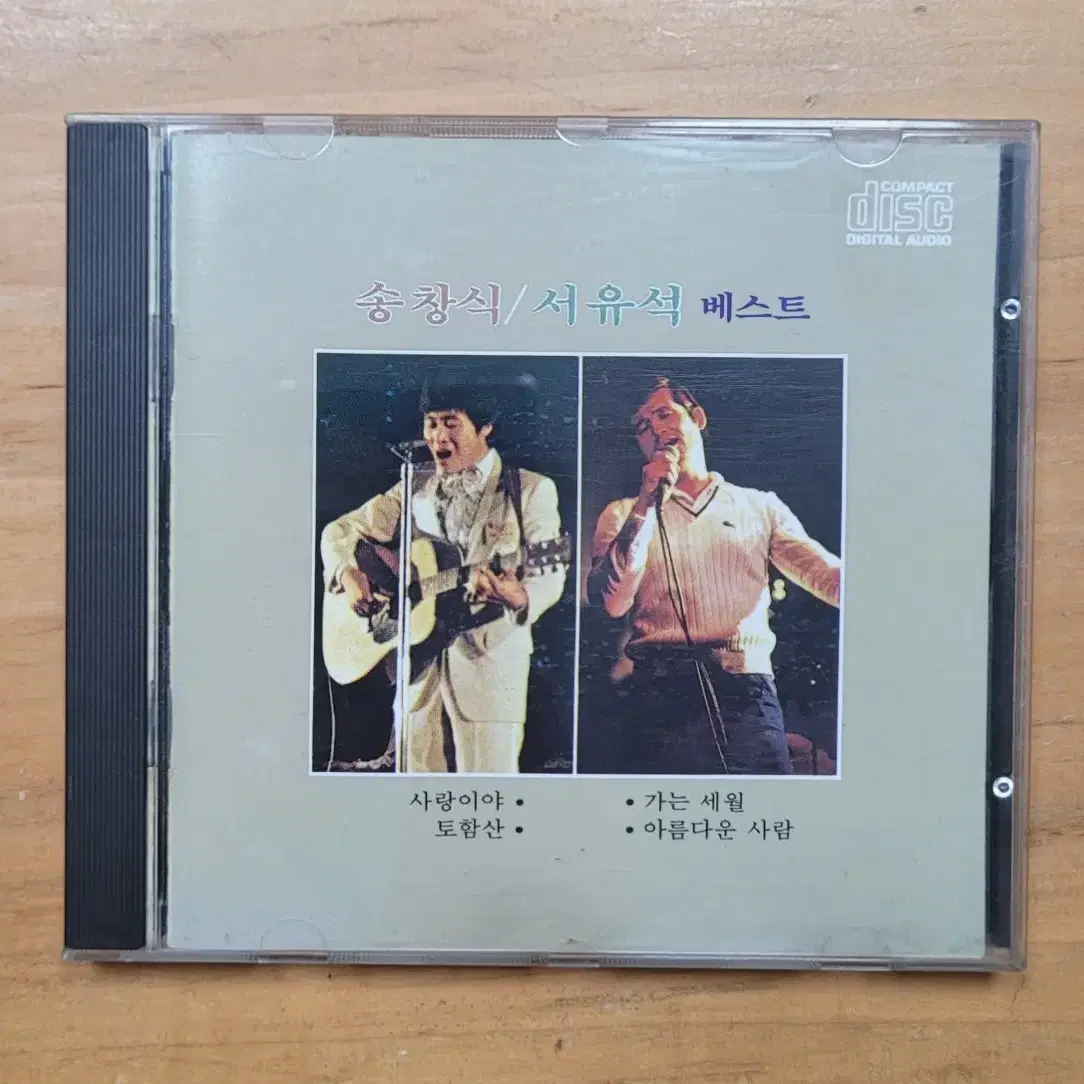 COMPACT
disc
DIGITAL AUDIO
송창식/서유석 베스트
사랑이야 • • 가는 세월
토함산 • • 아름다운 사람